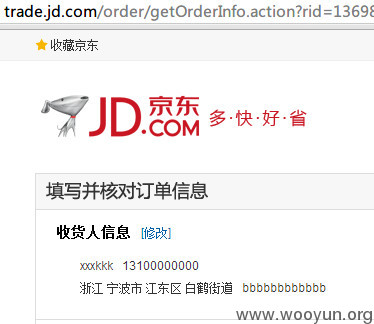 trade.jd.com/order/getOrderInfo.action?rid=13698
收藏京东
JD京东.COM 多·快·好·省
填写并核对订单信息
收货人信息 [修改]
xxxkkk 13100000000
浙江 宁波市 江东区 白鹤街道 bbbbbbbbbbbb
www.wooyun.org